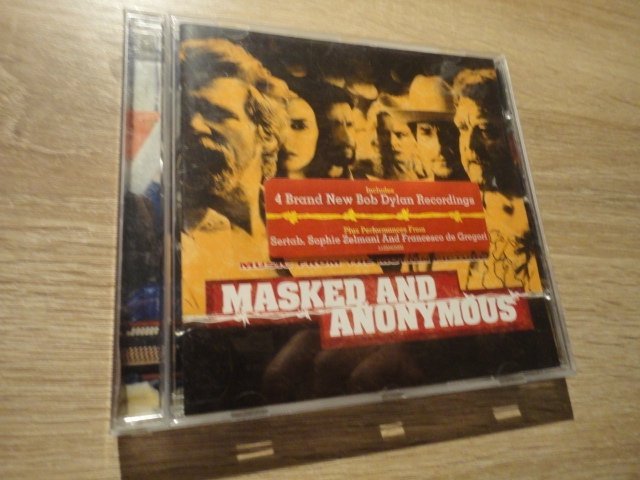 Includes
4 Brand New Bob Dylan Recordings
Plus Performances From
Sertab, Sophie Zelmani And Francesco de Gregori
MASKED AND
ANONYMOUS